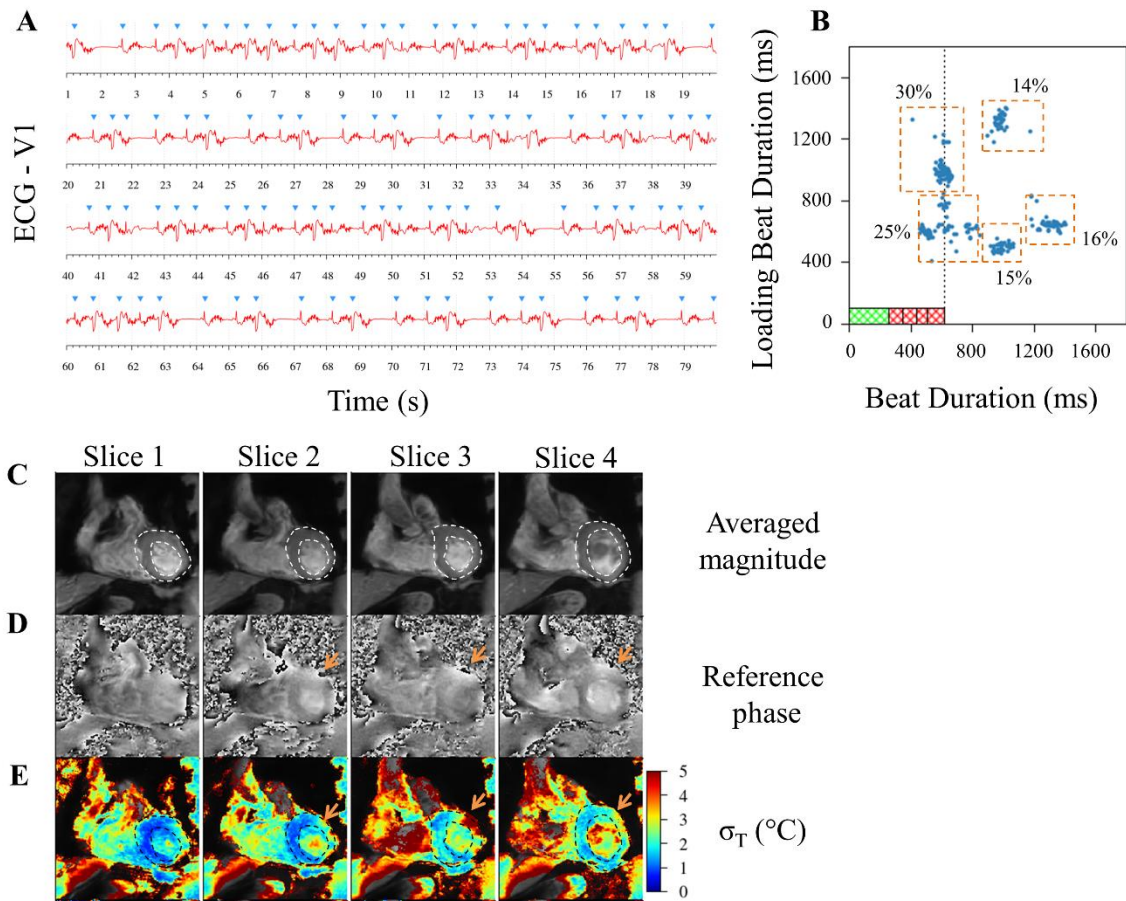 A
ECG - V1
1 2 3 4 5 6 7 8 9 10 11 12 13 14 15 16 17 18 19
20 21 22 23 24 25 26 27 28 29 30 31 32 33 34 35 36 37 38 39
40 41 42 43 44 45 46 47 48 49 50 51 52 53 54 55 56 57 58 59
60 61 62 63 64 65 66 67 68 69 70 71 72 73 74 75 76 77 78 79
Time (s)
B
Loading Beat Duration (ms)
1600
1200
800
400
0
30%
14%
25%
15%
16%
0 400 800 1200 1600
Beat Duration (ms)
Slice 1 Slice 2 Slice 3 Slice 4
C
Averaged
magnitude
D
Reference
phase
E
5
4
3
2
1
0
σT (°C)